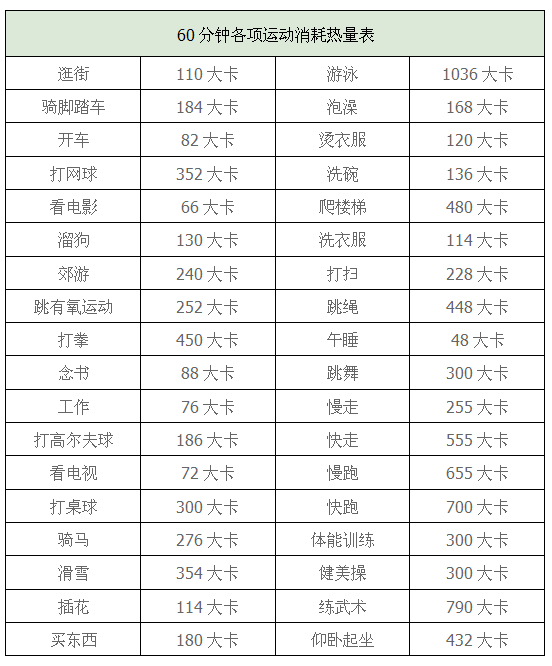 60 分钟各项运动消耗热量表
逛街 110 大卡 游泳 1036 大卡
骑脚踏车 184 大卡 泡澡 168 大卡
开车 82 大卡 烫衣服 120 大卡
打网球 352 大卡 洗碗 136 大卡
看电影 66 大卡 爬楼梯 480 大卡
溜狗 130 大卡 洗衣服 114 大卡
郊游 240 大卡 打扫 228 大卡
跳有氧运动 252 大卡 跳绳 448 大卡
打拳 450 大卡 午睡 48 大卡
念书 88 大卡 跳舞 300 大卡
工作 76 大卡 慢走 255 大卡
打高尔夫球 186 大卡 快走 555 大卡
看电视 72 大卡 慢跑 655 大卡
打桌球 300 大卡 快跑 700 大卡
骑马 276 大卡 体能训练 300 大卡
滑雪 354 大卡 健美操 300 大卡
插花 114 大卡 练武术 790 大卡
买东西 180 大卡 仰卧起坐 432 大卡